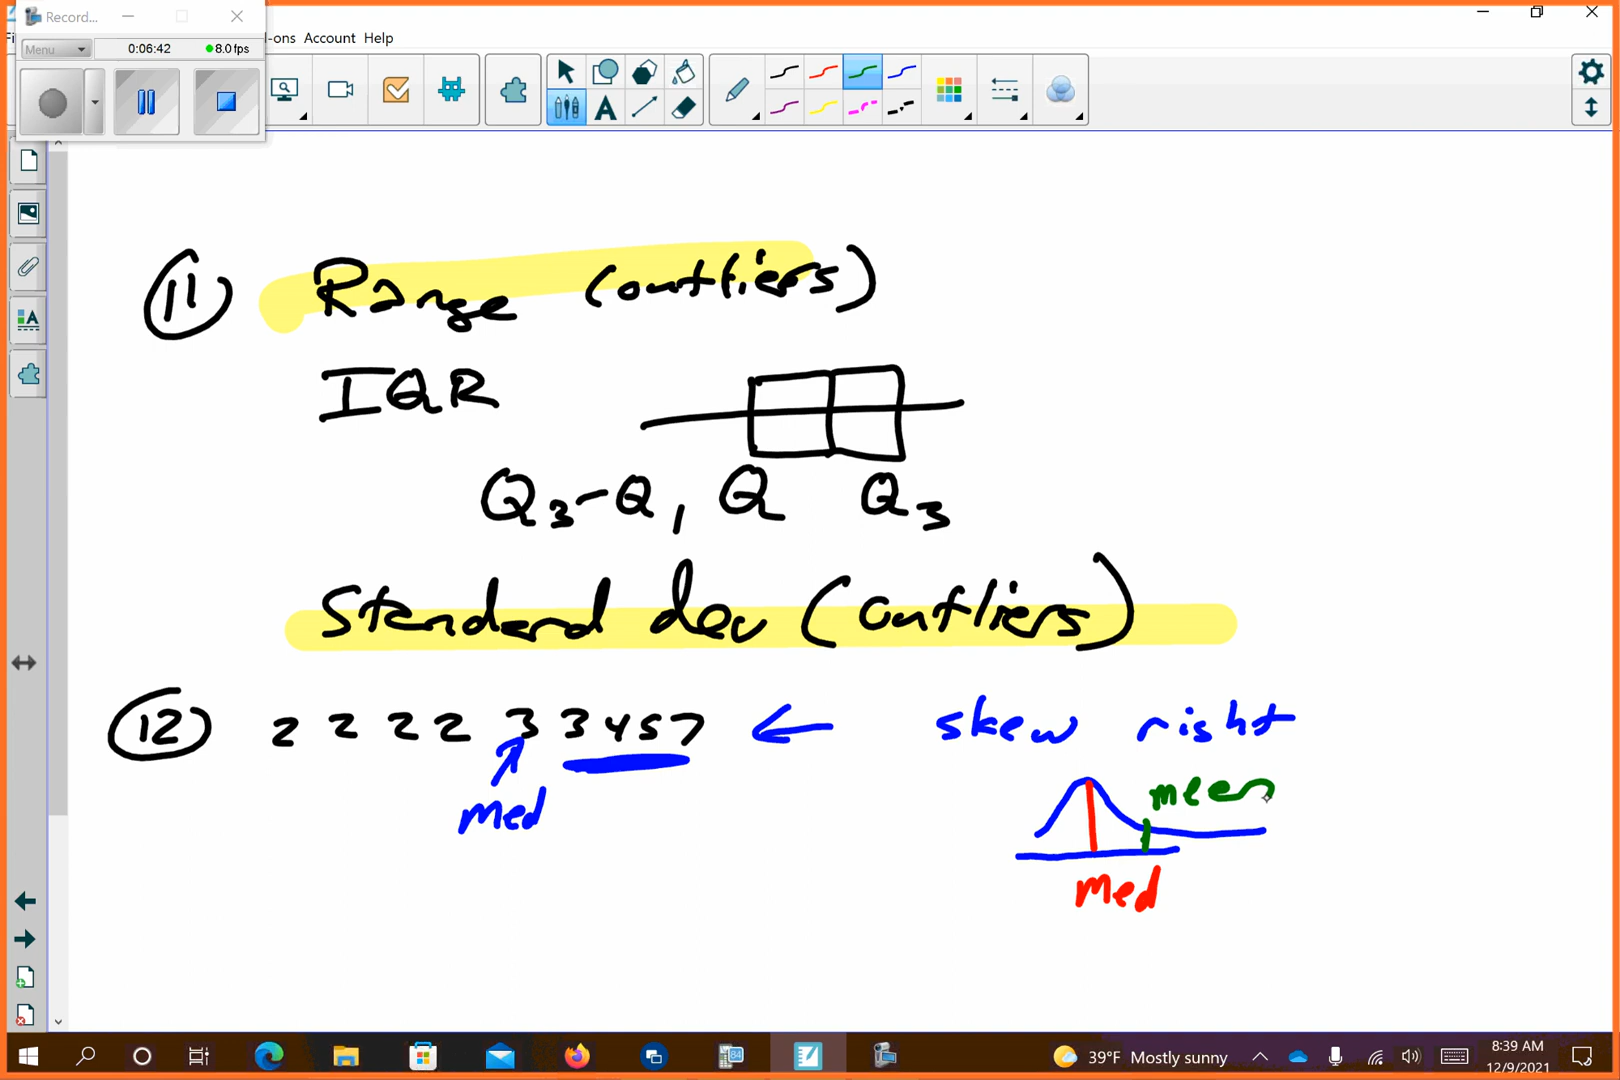 Record...
Menu
0:06:42
8.0 fps
-ons Account Help
11 Range (outliers)
IQR
Q3-Q1 Q Q3
Standard dev (outliers)
12 2 2 2 2 3 3 4 5 7 ← skew right
med
mean
med
39°F Mostly sunny
8:39 AM
12/9/2021